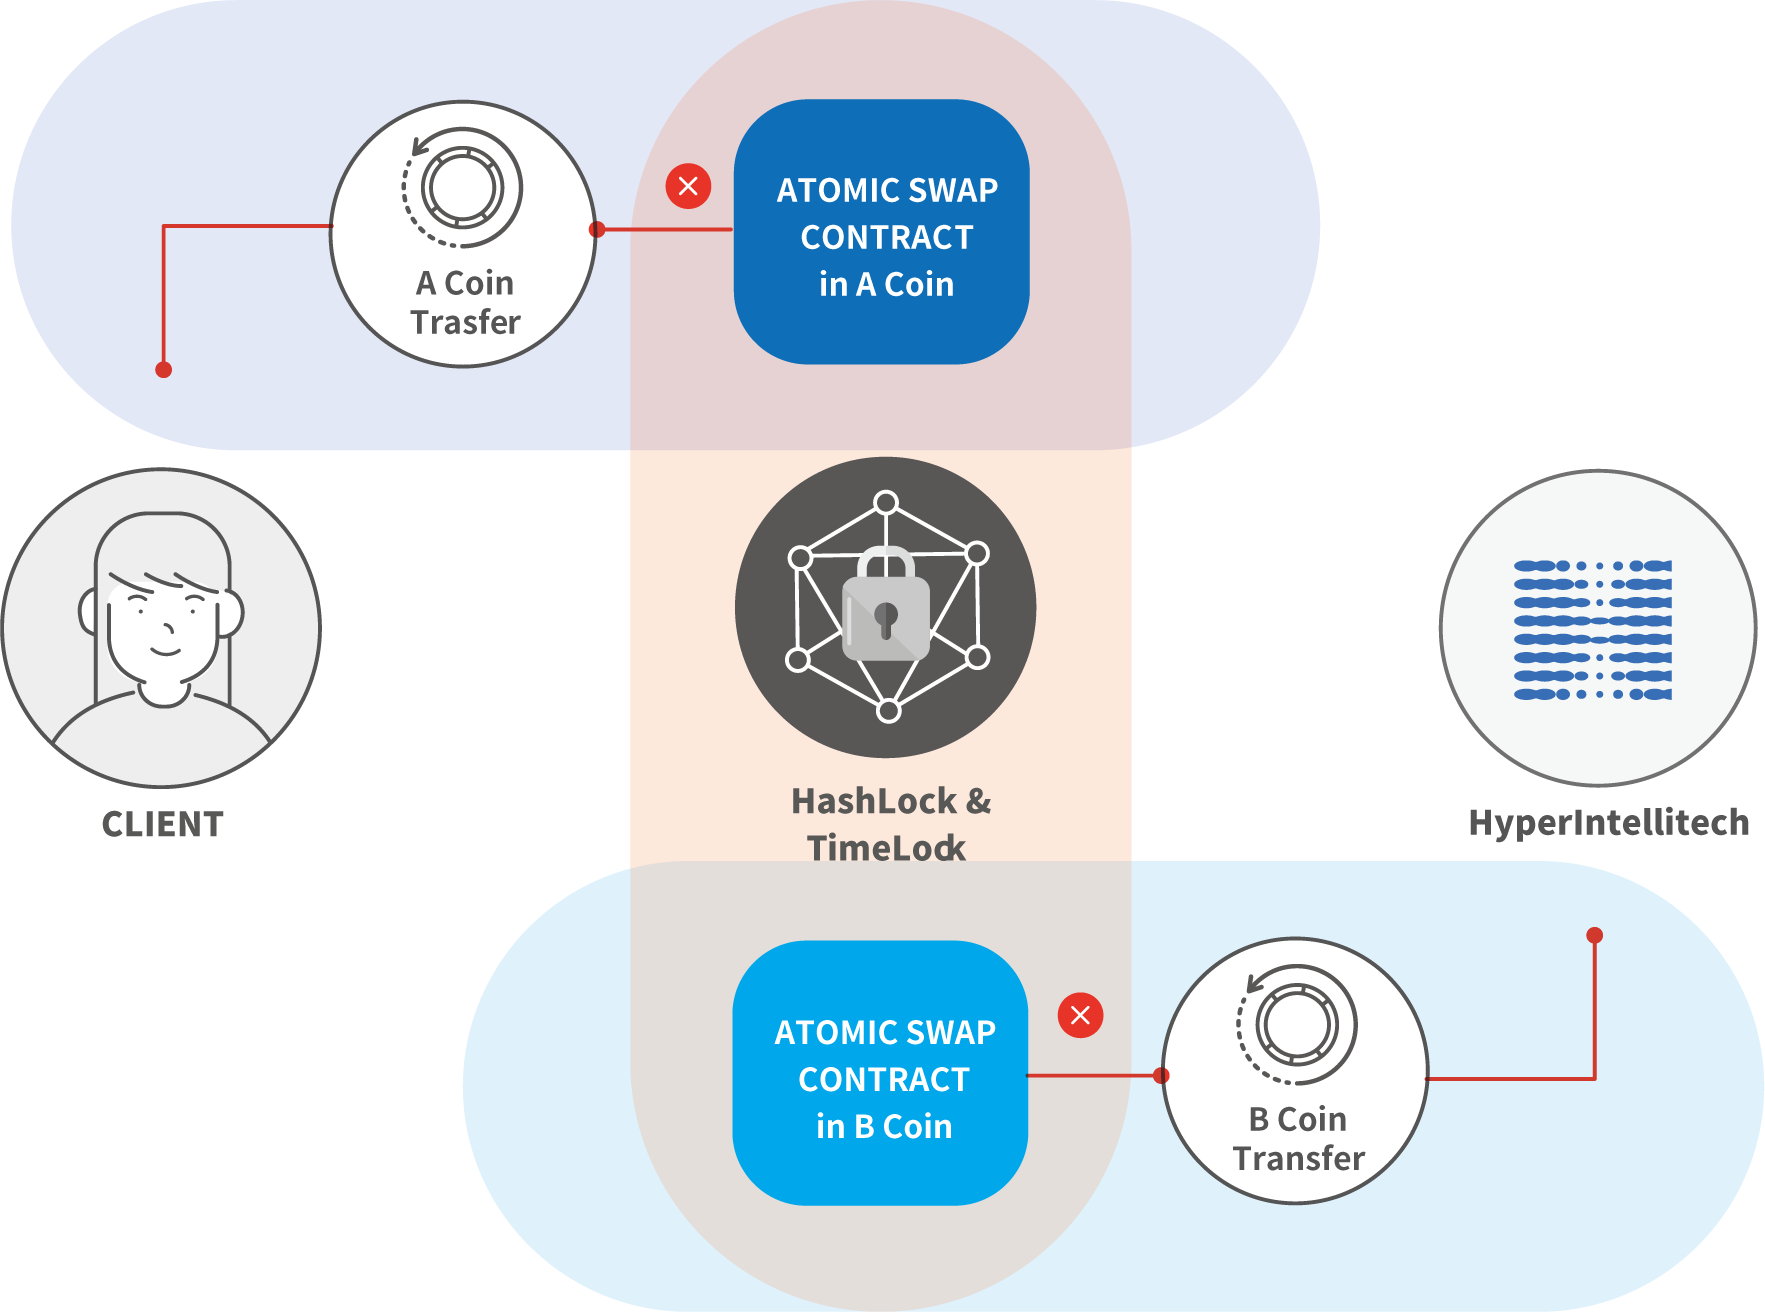 ATOMIC SWAP
CONTRACT
in A Coin
A Coin
Trasfer
CLIENT
HashLock &
TimeLock
HyperIntellitech
ATOMIC SWAP
CONTRACT
in B Coin
B Coin
Transfer